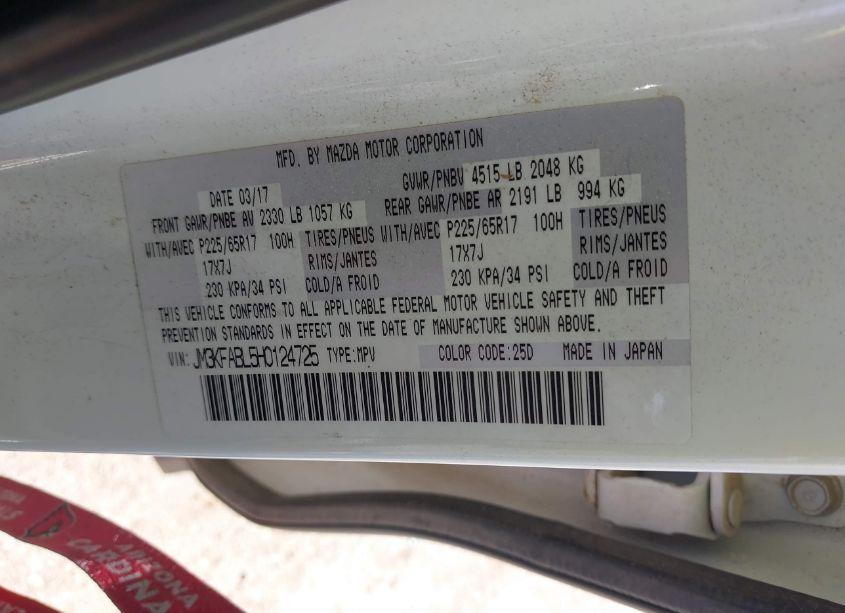 MFD. BY MAZDA MOTOR CORPORATION
DATE 03/17 GVWR/PNBV 4515 LB 2048 KG
FRONT GAWR/PNBE AV 2330 LB 1057 KG REAR GAWR/PNBE AR 2191 LB 994 KG
WITH/AVEC P225/65R17 100H TIRES/PNEUS WITH/AVEC P225/65R17 100H TIRES/PNEUS
17X7J RIMS/JANTES 17X7J RIMS/JANTES
230 KPA/34 PSI COLD/A FROID 230 KPA/34 PSI COLD/A FROID
THIS VEHICLE CONFORMS TO ALL APPLICABLE FEDERAL MOTOR VEHICLE SAFETY AND THEFT
PREVENTION STANDARDS IN EFFECT ON THE DATE OF MANUFACTURE SHOWN ABOVE.
VIN: JM3KFABL5H0124725 TYPE:MPV COLOR CODE:25D MADE IN JAPAN
ARIZONA
CARDINA